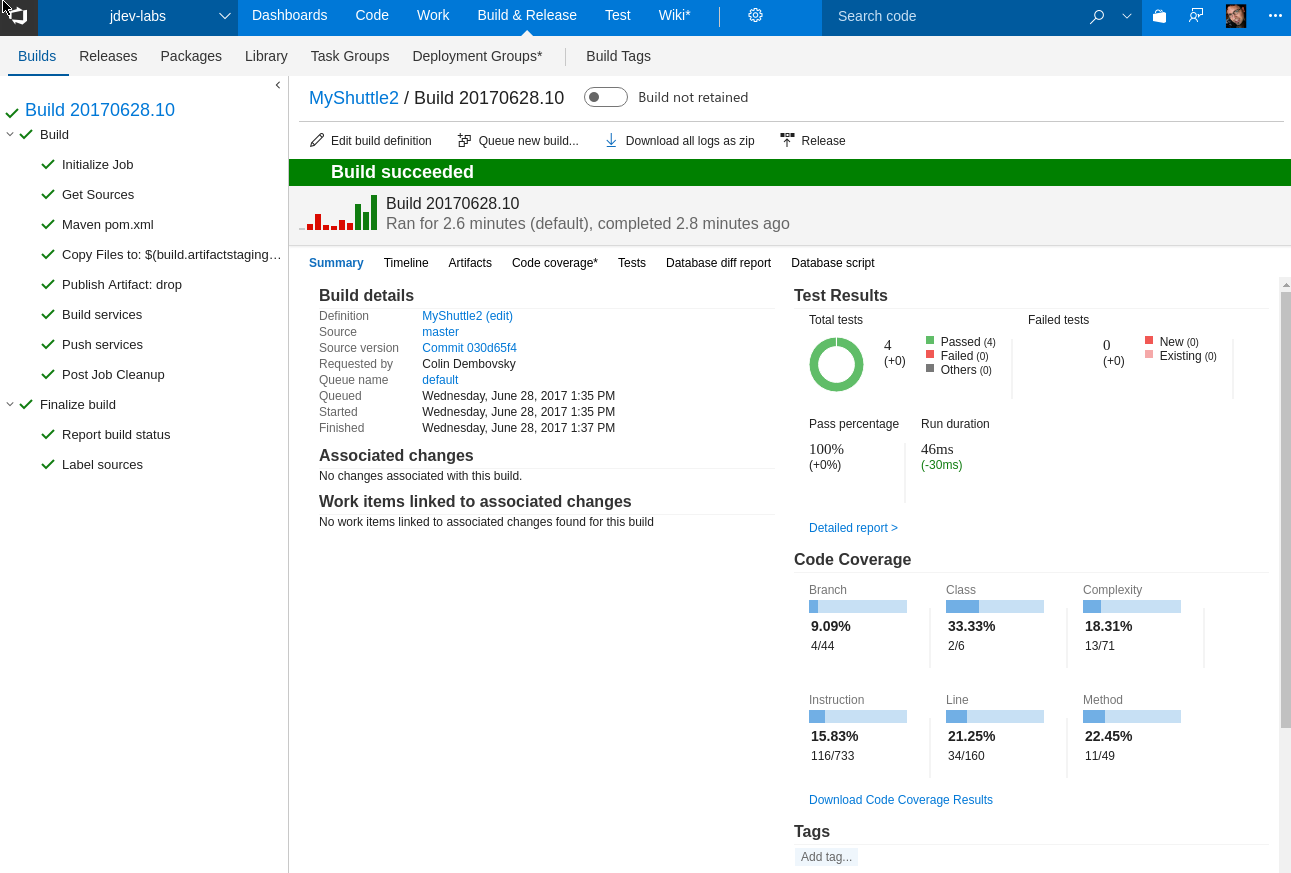 jdev-labs Dashboards Code Work Build & Release Test Wiki* Search code
Builds Releases Packages Library Task Groups Deployment Groups* Build Tags
Build 20170628.10
Build
Initialize Job
Get Sources
Maven pom.xml
Copy Files to: $(build.artifactstaging…
Publish Artifact: drop
Build services
Push services
Post Job Cleanup
Finalize build
Report build status
Label sources
MyShuttle2 / Build 20170628.10 Build not retained
Edit build definition Queue new build... Download all logs as zip Release
Build succeeded
Build 20170628.10
Ran for 2.6 minutes (default), completed 2.8 minutes ago
Summary Timeline Artifacts Code coverage* Tests Database diff report Database script
Build details
Definition MyShuttle2 (edit)
Source master
Source version Commit 030d65f4
Requested by Colin Dembovsky
Queue name default
Queued Wednesday, June 28, 2017 1:35 PM
Started Wednesday, June 28, 2017 1:35 PM
Finished Wednesday, June 28, 2017 1:37 PM
Associated changes
No changes associated with this build.
Work items linked to associated changes
No work items linked to associated changes found for this build
Test Results
Total tests Failed tests
4 Passed (4) 0 New (0)
(+0) Failed (0) (+0) Existing (0)
Others (0)
Pass percentage Run duration
100% 46ms
(+0%) (-30ms)
Detailed report >
Code Coverage
Branch Class Complexity
9.09% 33.33% 18.31%
4/44 2/6 13/71
Instruction Line Method
15.83% 21.25% 22.45%
116/733 34/160 11/49
Download Code Coverage Results
Tags
Add tag...